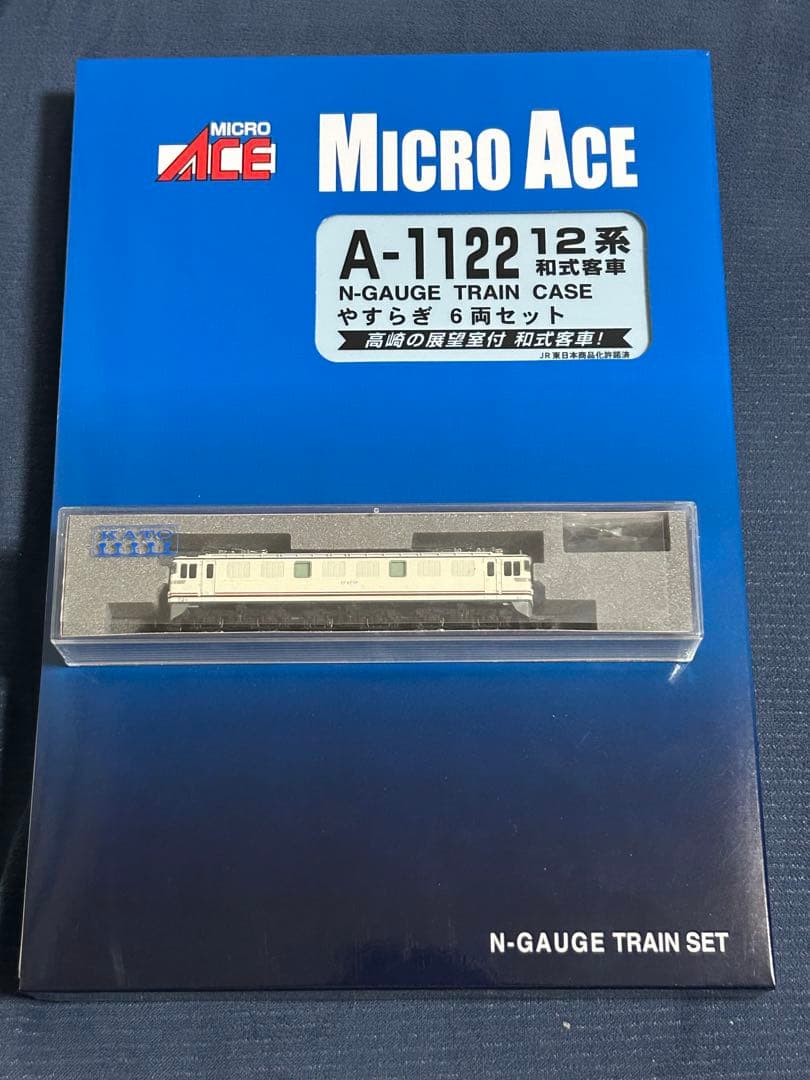 MICRO
ACE
MICRO ACE
A-1122 12系
和式客車
N-GAUGE TRAIN CASE
やすらぎ 6両セット
高崎の展望室付 和式客車!
JR東日本商品化許諾済
KATO
N-GAUGE TRAIN SET